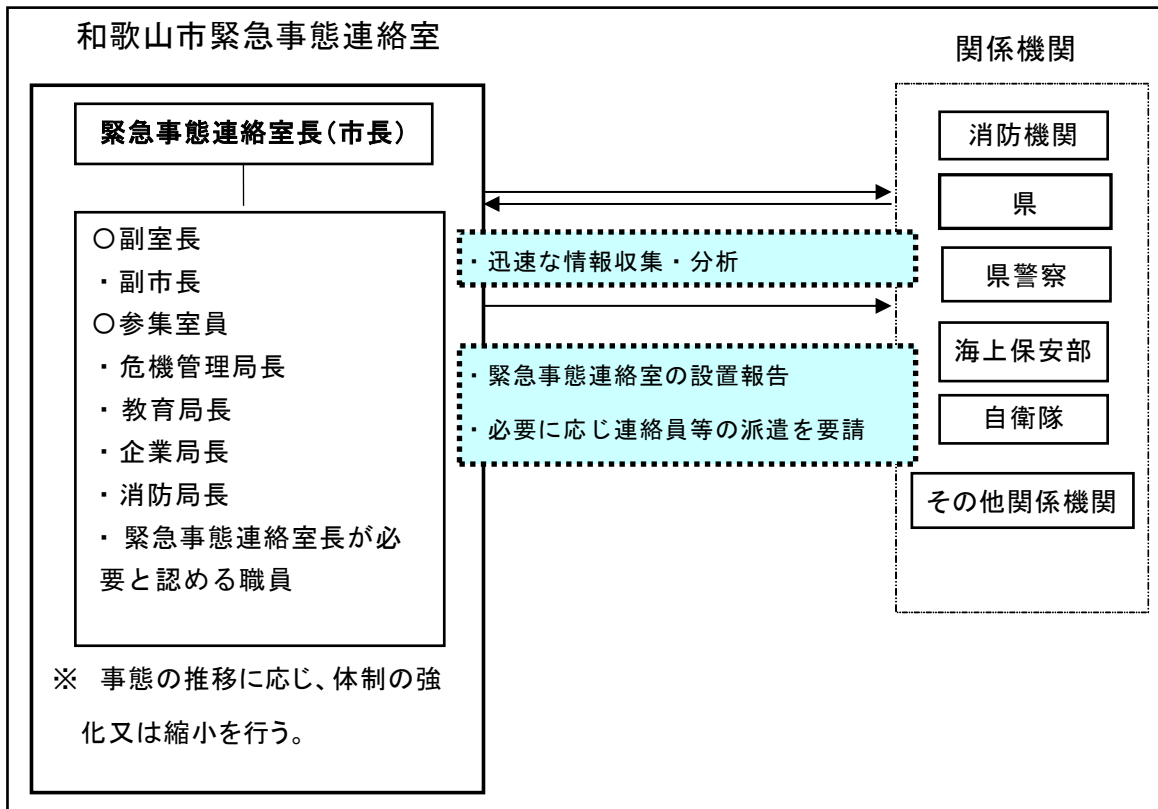 和歌山市緊急事態連絡室
緊急事態連絡室長(市長)
○副室長
・副市長
○参集室員
・危機管理局長
・教育局長
・企業局長
・消防局長
・緊急事態連絡室長が必
要と認める職員
※ 事態の推移に応じ、体制の強
化又は縮小を行う。
・迅速な情報収集・分析
・緊急事態連絡室の設置報告
・必要に応じ連絡員等の派遣を要請
関係機関
消防機関
県
県警察
海上保安部
自衛隊
その他関係機関